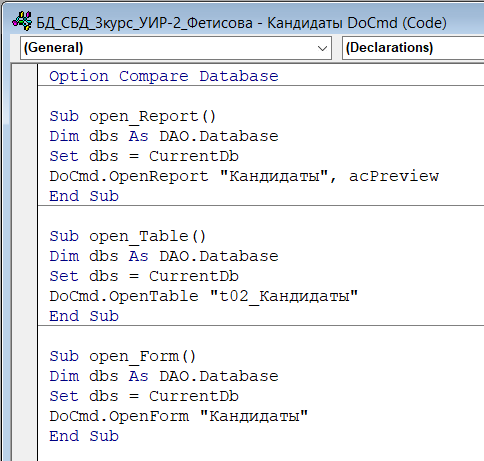 БД_СБД_3курс_УИР-2_Фетисова - Кандидаты DoCmd (Code)
(General) (Declarations)
Option Compare Database
Sub open_Report()
Dim dbs As DAO.Database
Set dbs = CurrentDb
DoCmd.OpenReport "Кандидаты", acPreview
End Sub
Sub open_Table()
Dim dbs As DAO.Database
Set dbs = CurrentDb
DoCmd.OpenTable "t02_Кандидаты"
End Sub
Sub open_Form()
Dim dbs As DAO.Database
Set dbs = CurrentDb
DoCmd.OpenForm "Кандидаты"
End Sub